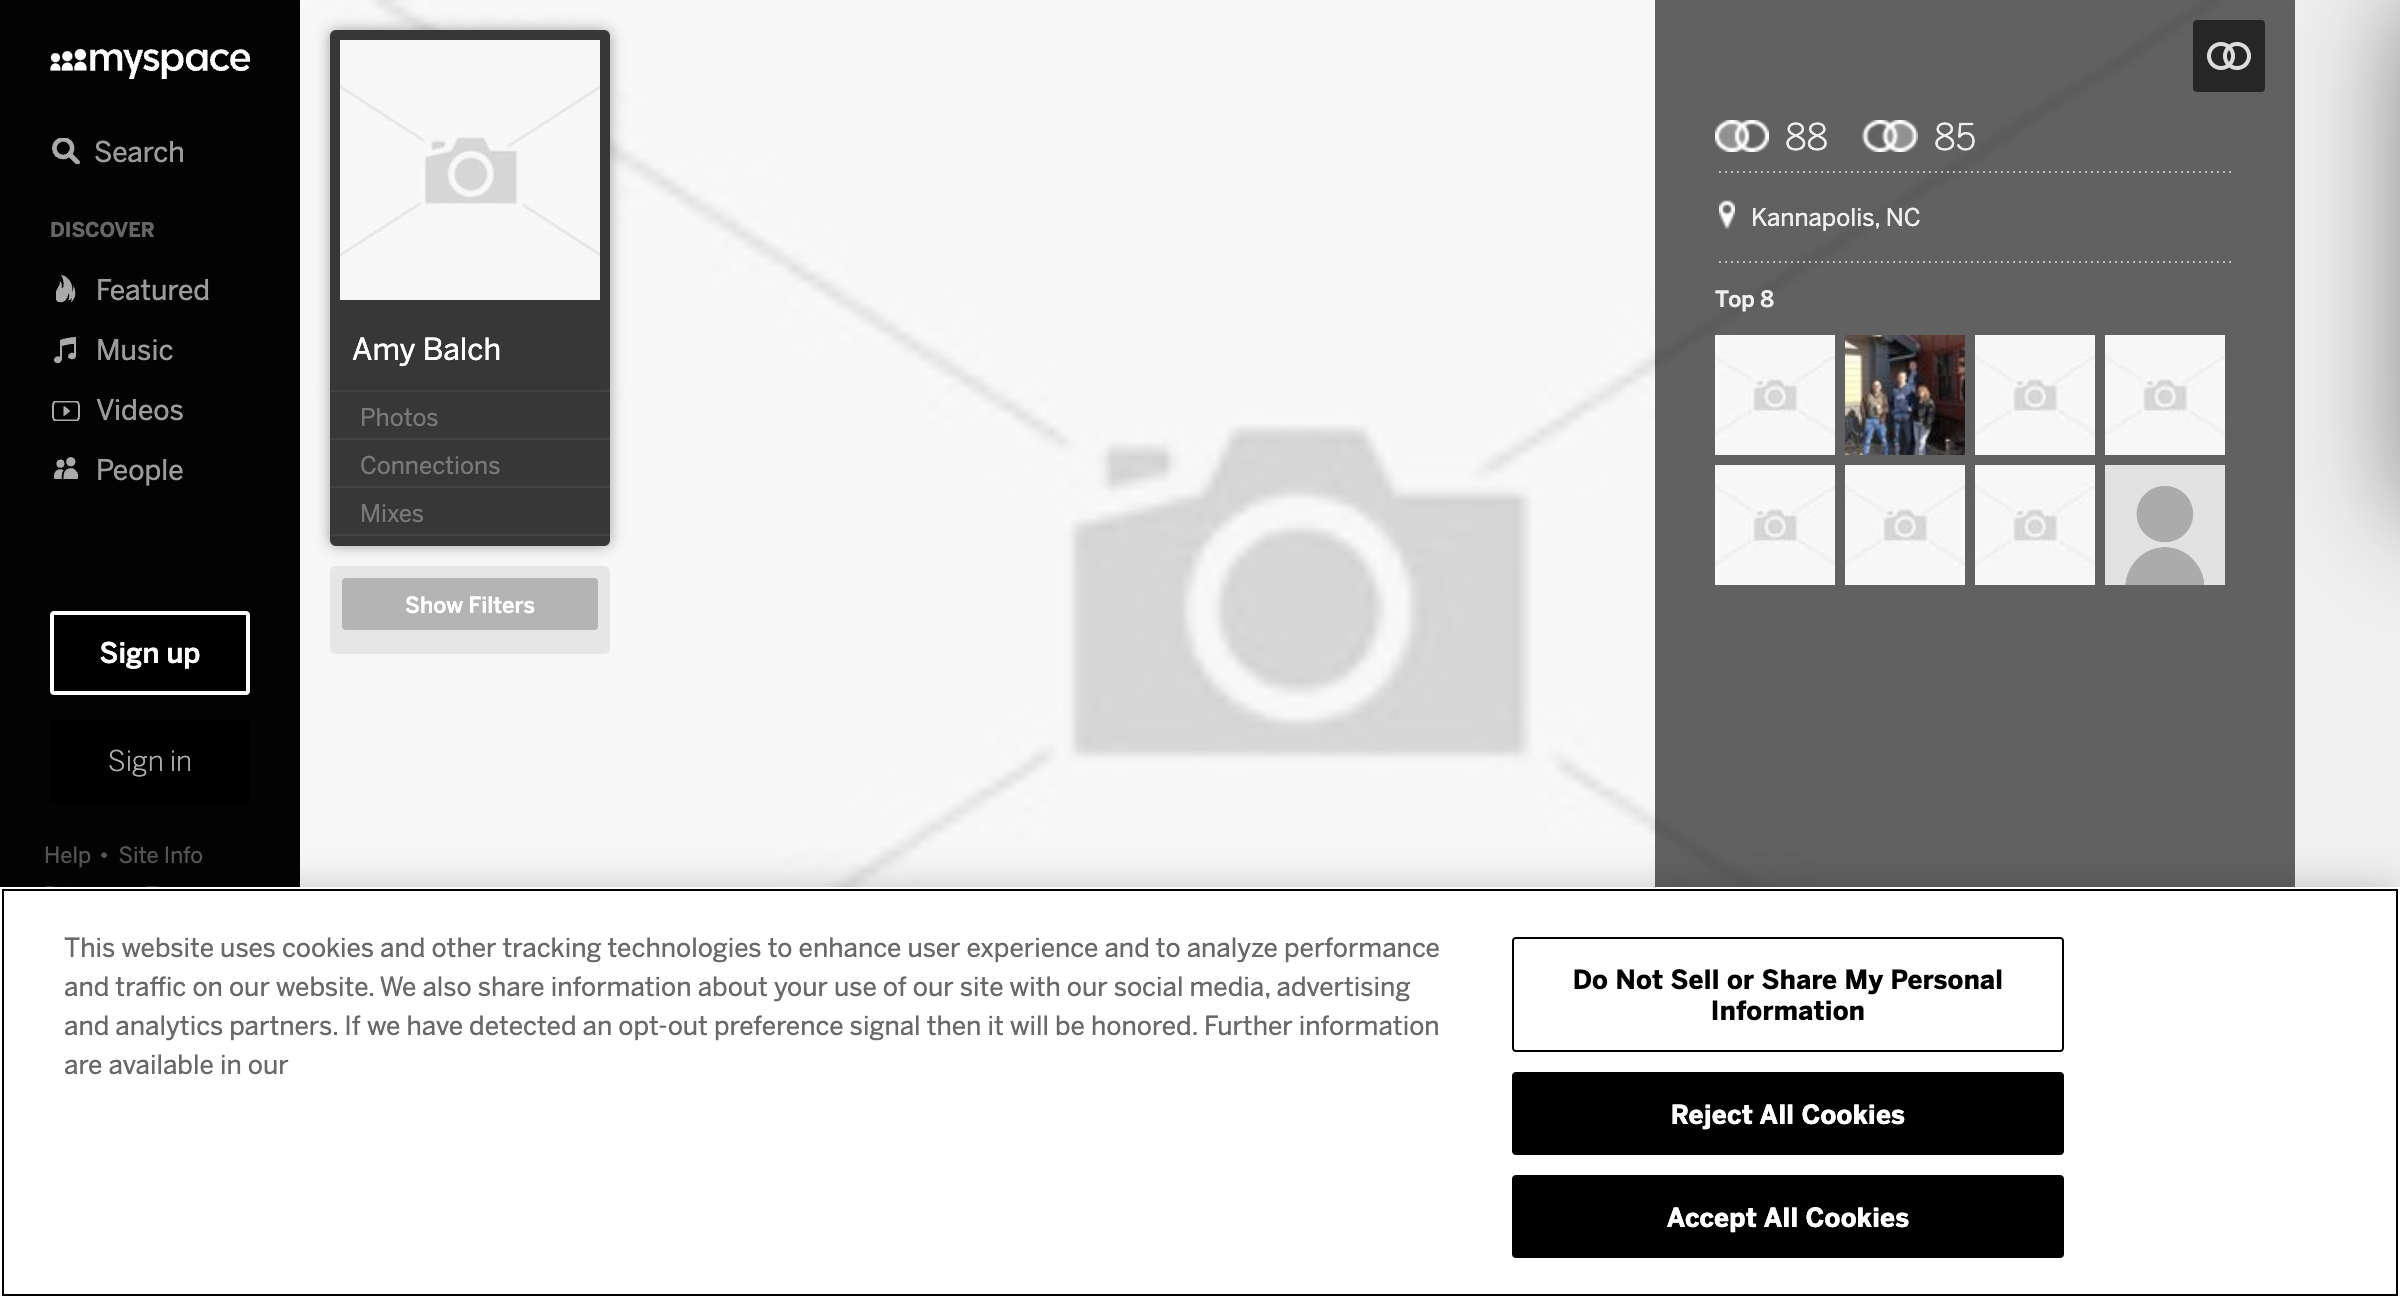 myspace
Search
DISCOVER
Featured
Music
Videos
People
Sign up
Sign in
Help • Site Info
Amy Balch
Photos
Connections
Mixes
Show Filters
88 85
Kannapolis, NC
Top 8
This website uses cookies and other tracking technologies to enhance user experience and to analyze performance
and traffic on our website. We also share information about your use of our site with our social media, advertising
and analytics partners. If we have detected an opt-out preference signal then it will be honored. Further information
are available in our
Do Not Sell or Share My Personal
Information
Reject All Cookies
Accept All Cookies